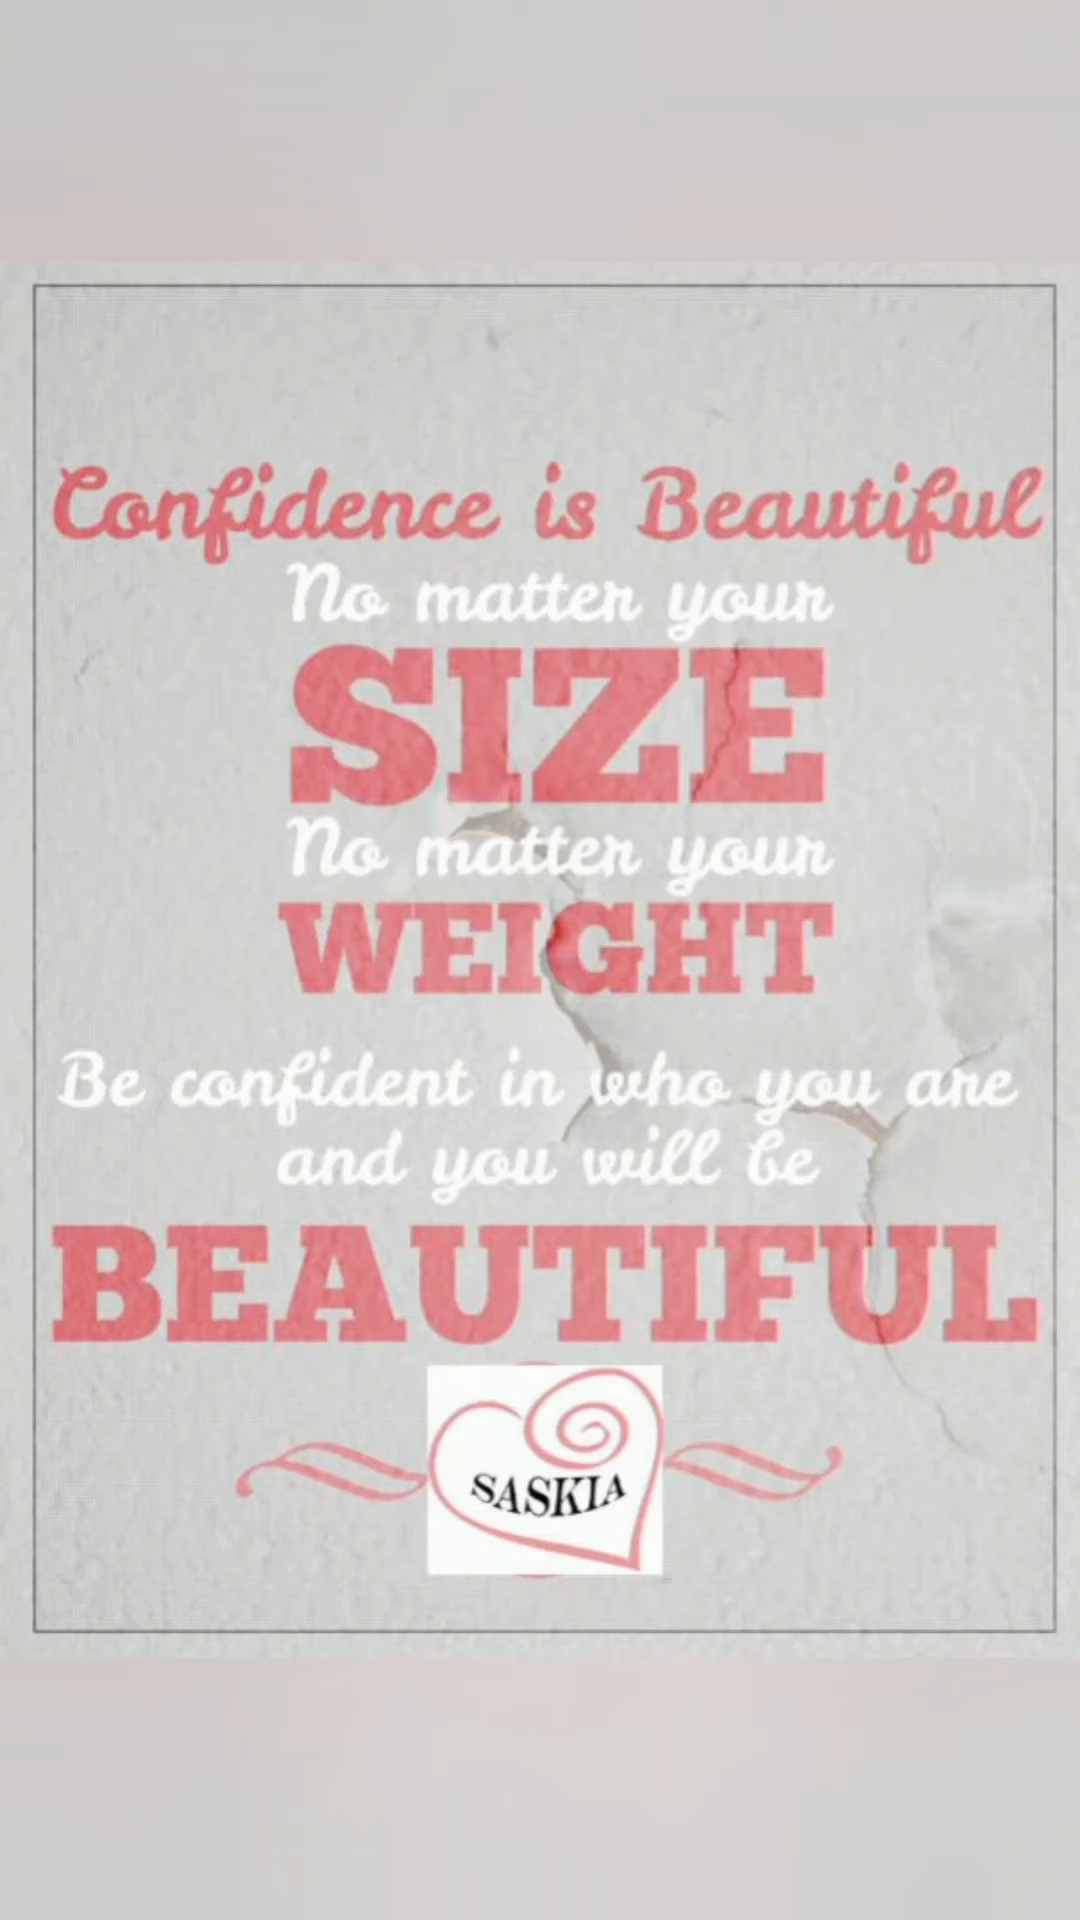 Confidence is Beautiful
No matter your
SIZE
No matter your
WEIGHT
Be confident in who you are
and you will be
BEAUTIFUL
SASKIA